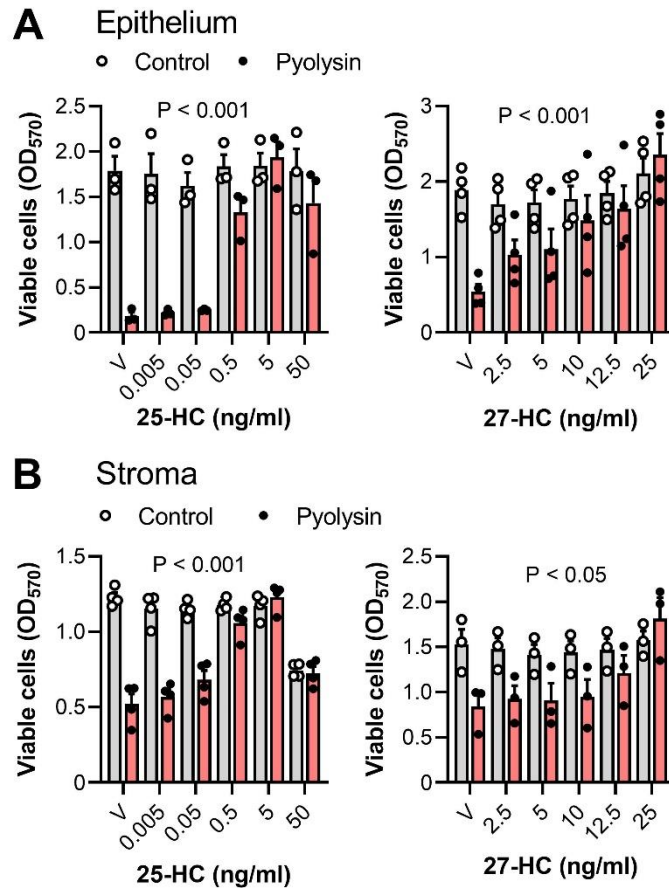 A Epithelium
Control Pyolysin
P < 0.001
Viable cells (OD570)
2.5
2.0
1.5
1.0
0.5
0
V 0.005 0.05 0.5 5 50
25-HC (ng/ml)
P < 0.001
Viable cells (OD570)
3
2
1
0
V 2.5 5 10 12.5 25
27-HC (ng/ml)
B Stroma
Control Pyolysin
P < 0.001
Viable cells (OD570)
1.5
1.0
0.5
0
V 0.005 0.05 0.5 5 50
25-HC (ng/ml)
P < 0.05
Viable cells (OD570)
2.5
2.0
1.5
1.0
0.5
0
V 2.5 5 10 12.5 25
27-HC (ng/ml)